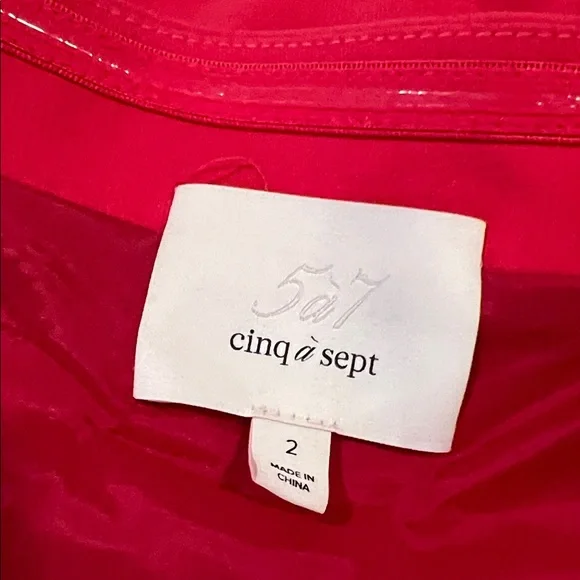 5à7
cinq à sept
2
MADE IN
CHINA